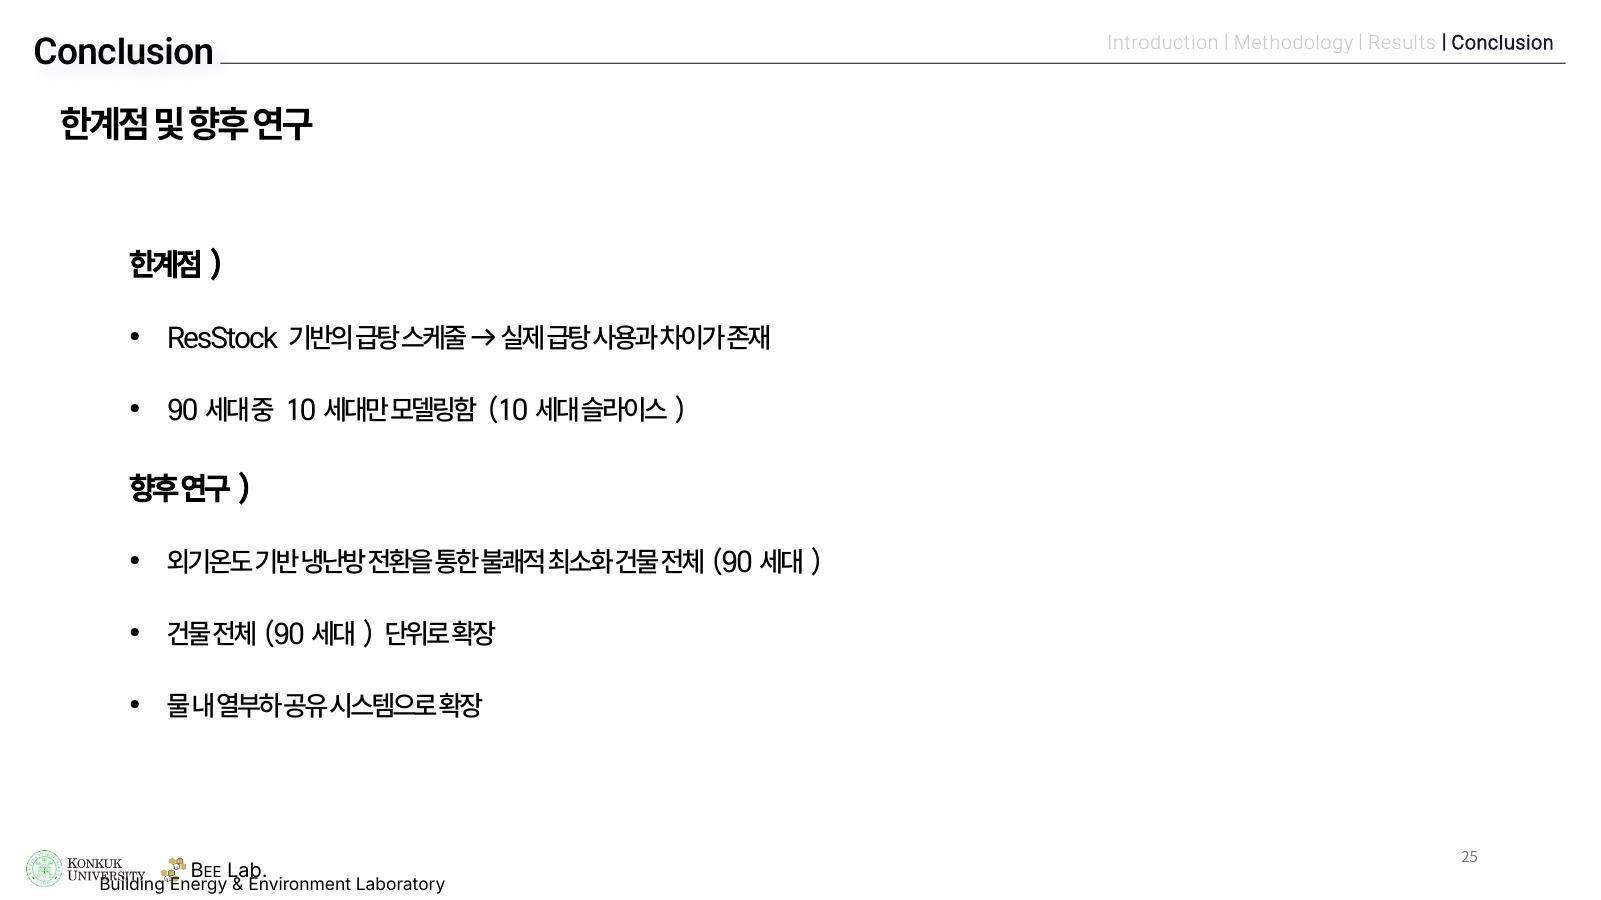 Conclusion
Introduction | Methodology | Results | Conclusion
한계점 및 향후 연구
한계점 )
• ResStock 기반의 급탕 스케줄 → 실제 급탕 사용과 차이가 존재
• 90 세대 중 10 세대만 모델링함 (10 세대 슬라이스 )
향후 연구 )
• 외기온도 기반 냉난방 전환을 통한 불쾌적 최소화 건물 전체 (90 세대 )
• 건물 전체 (90 세대 ) 단위로 확장
• 물 내 열부하 공유 시스템으로 확장
KONKUK
UNIVERSITY
BEE Lab.
Building Energy & Environment Laboratory
25